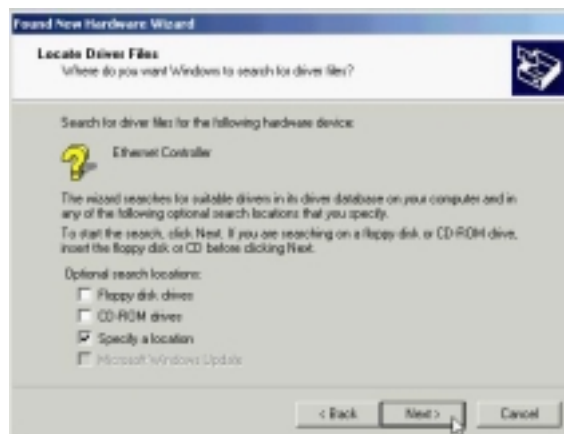 Found New Hardware Wizard
Locate Driver Files
Where do you want Windows to search for driver files?
Search for driver files for the following hardware device:
Ethernet Controller
The wizard searches for suitable drivers in its driver database on your computer and in
any of the following optional search locations that you specify.
To start the search, click Next. If you are searching on a floppy disk or CD-ROM drive,
insert the floppy disk or CD before clicking Next.
Optional search locations:
Floppy disk drives
CD-ROM drives
Specify a location
Microsoft Windows Update
< Back Next > Cancel